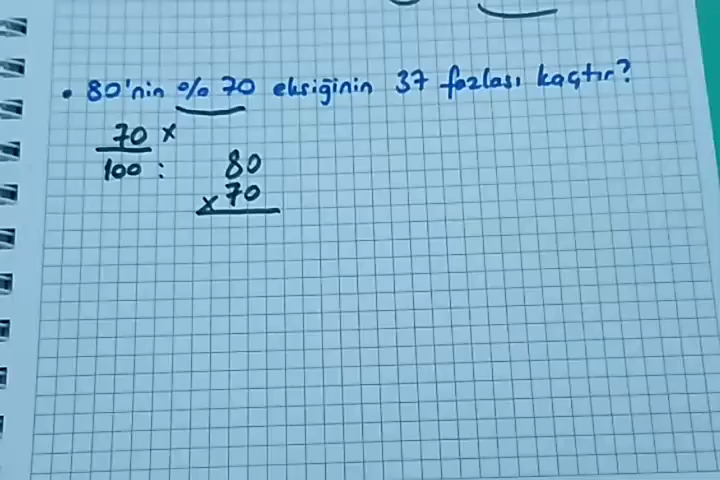 • 80'nin % 70 eksiğinin 37 fazlası kaçtır?
70 x
100 : 80
x 70